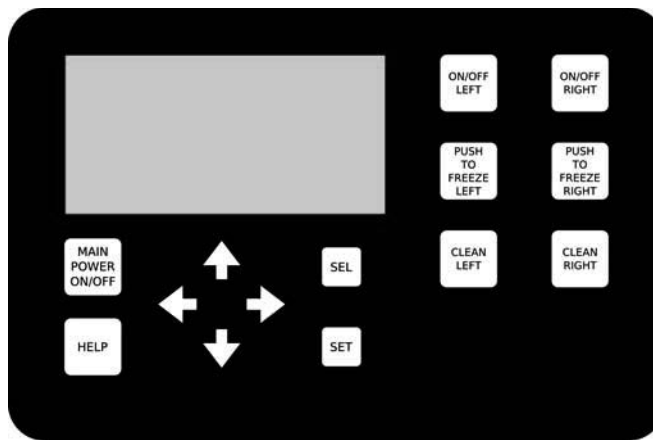 ON/OFF
LEFT
ON/OFF
RIGHT
PUSH
TO
FREEZE
LEFT
PUSH
TO
FREEZE
RIGHT
MAIN
POWER
ON/OFF
SEL
CLEAN
LEFT
CLEAN
RIGHT
HELP
SET